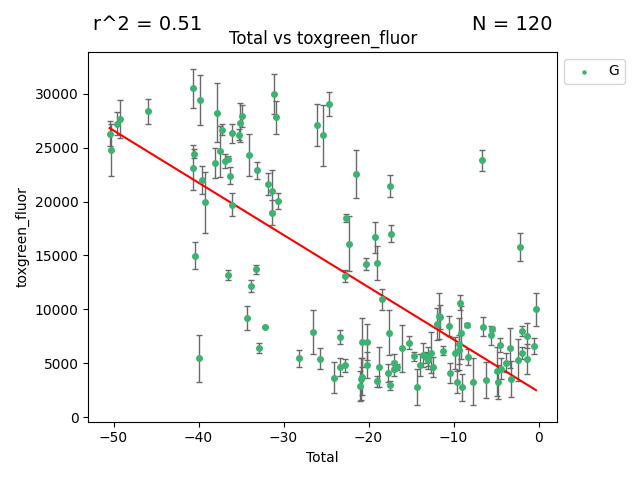 r^2 = 0.51 N = 120
Total vs toxgreen_fluor
G
30000
25000
20000
15000
10000
5000
0
toxgreen_fluor
−50 −40 −30 −20 −10 0
Total